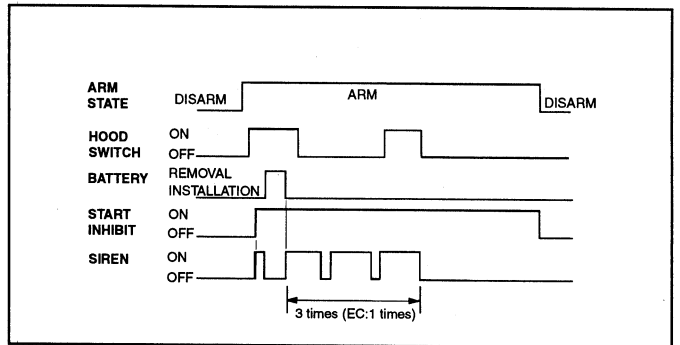 ARM STATE
DISARM
ARM
DISARM
HOOD SWITCH
ON
OFF
BATTERY
REMOVAL
INSTALLATION
START INHIBIT
ON
OFF
SIREN
ON
OFF
3 times (EC:1 times)